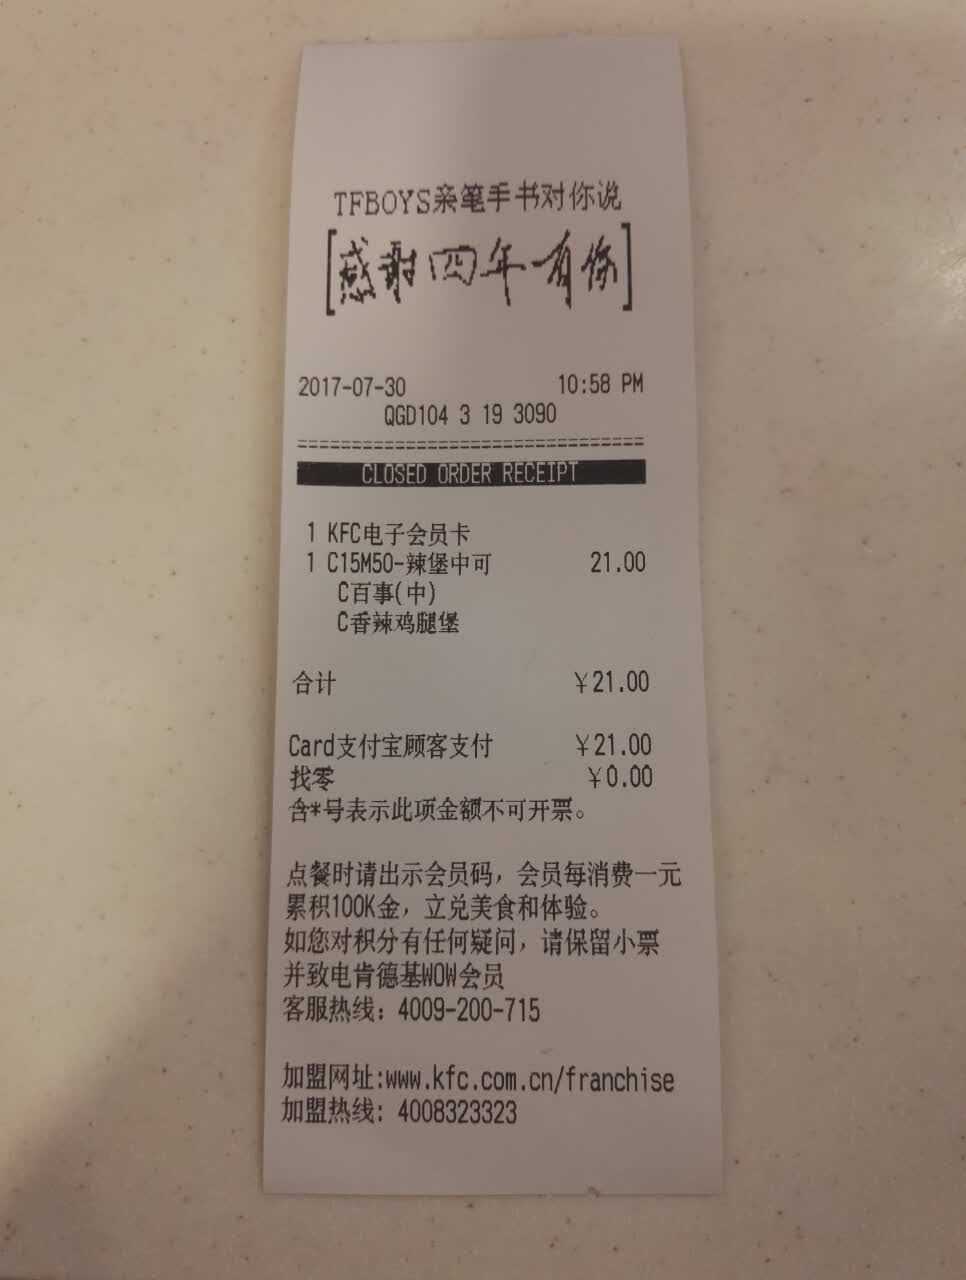 TFBOYS亲笔手书对你说
[感谢四年有你]
2017-07-30 10:58 PM
QGD104 3 19 3090
================================
CLOSED ORDER RECEIPT
1 KFC电子会员卡
1 C15M50-辣堡中可 21.00
C百事(中)
C香辣鸡腿堡
合计 ￥21.00
Card支付宝顾客支付 ￥21.00
找零 ￥0.00
含*号表示此项金额不可开票。
点餐时请出示会员码，会员每消费一元
累积100K金，立兑美食和体验。
如您对积分有任何疑问，请保留小票
并致电肯德基WOW会员
客服热线：4009-200-715
加盟网址:www.kfc.com.cn/franchise
加盟热线: 4008323323